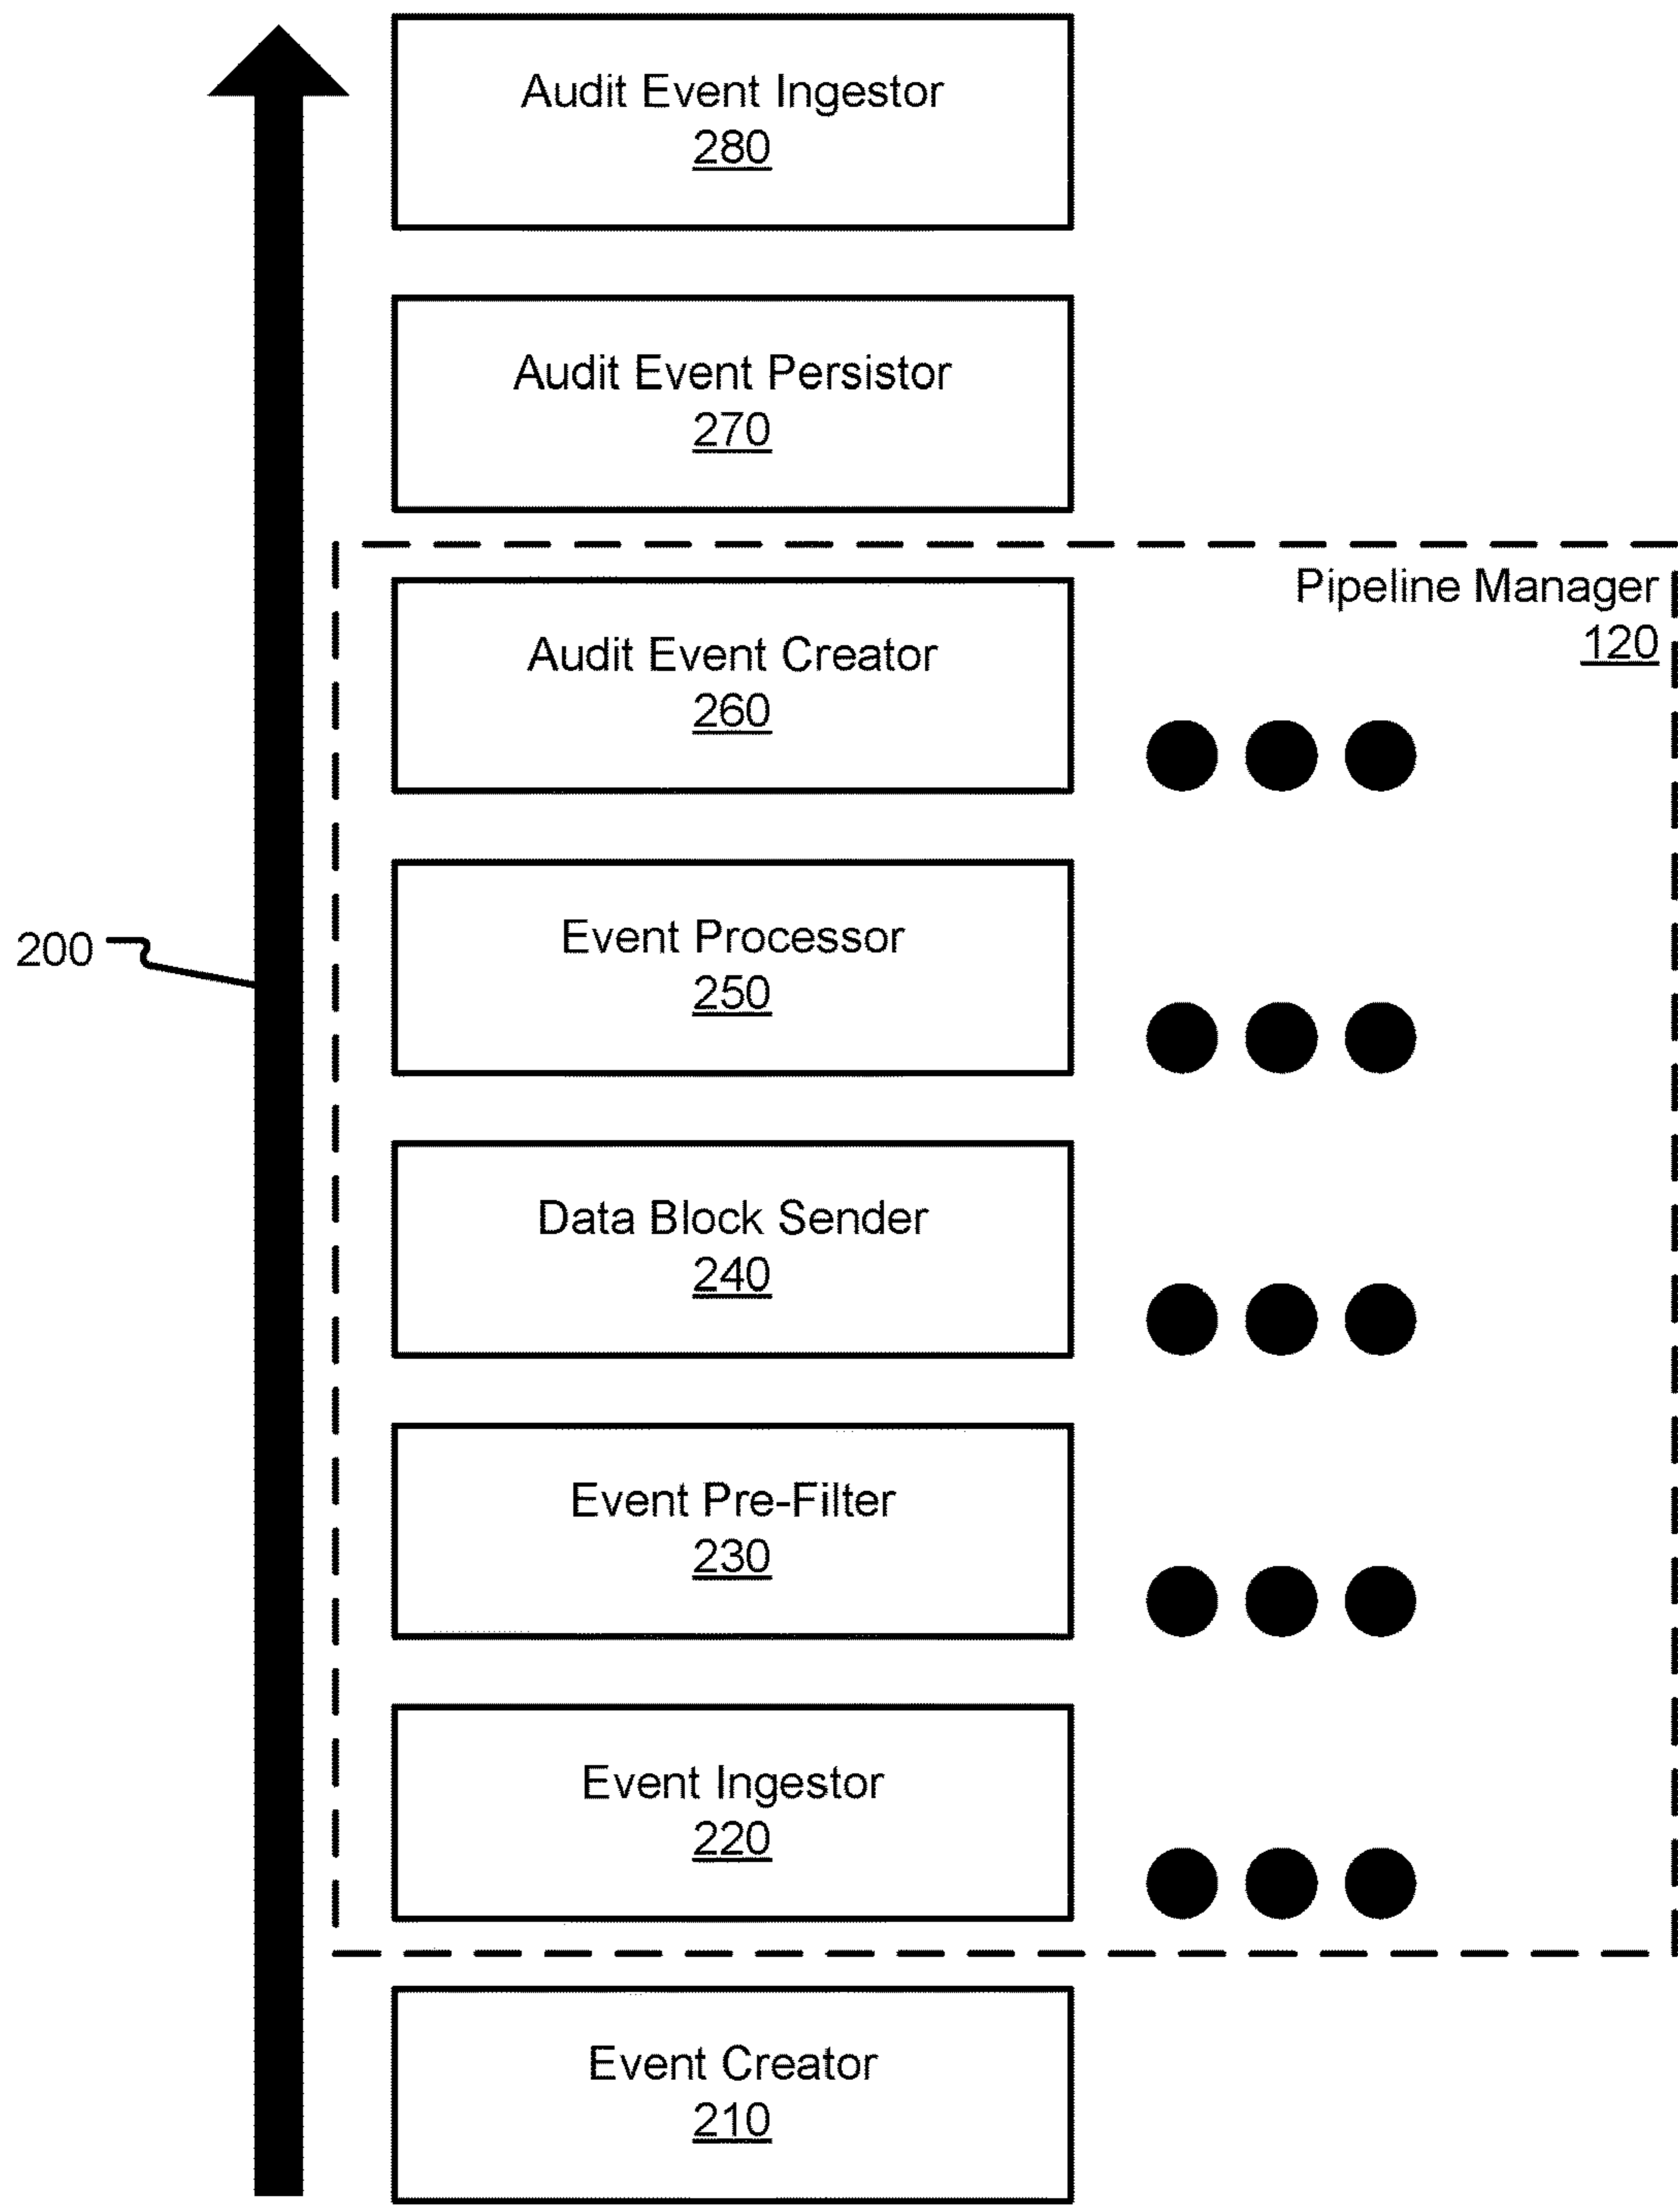 Audit Event Ingestor
280
Audit Event Persistor
270
Pipeline Manager
120
Audit Event Creator
260
Event Processor
250
200
Data Block Sender
240
Event Pre-Filter
230
Event Ingestor
220
Event Creator
210